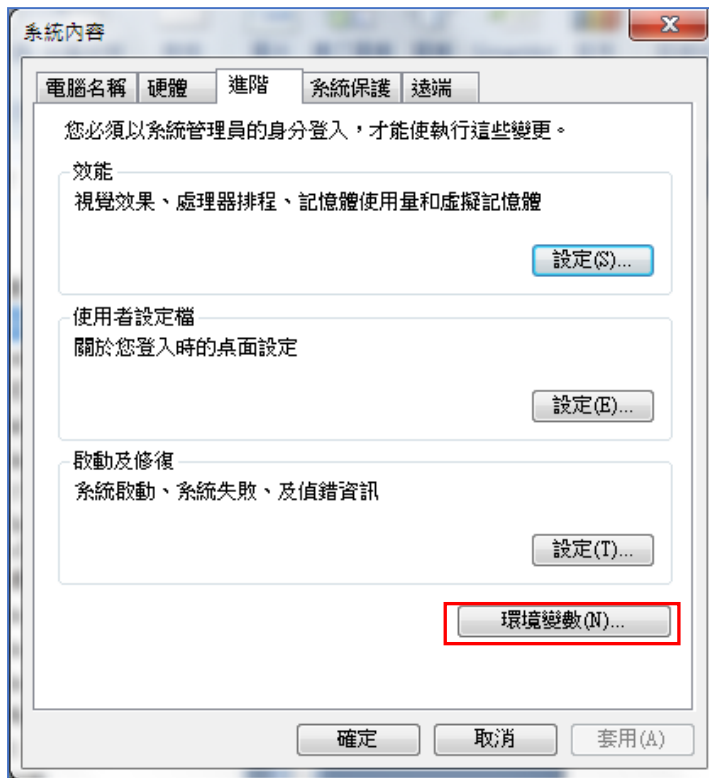 系統內容
電腦名稱 硬體 進階 系統保護 遠端
您必須以系統管理員的身分登入，才能使執行這些變更。
效能
視覺效果、處理器排程、記憶體使用量和虛擬記憶體
設定(S)...
使用者設定檔
關於您登入時的桌面設定
設定(E)...
啟動及修復
系統啟動、系統失敗、及偵錯資訊
設定(T)...
環境變數(N)...
確定 取消 套用(A)